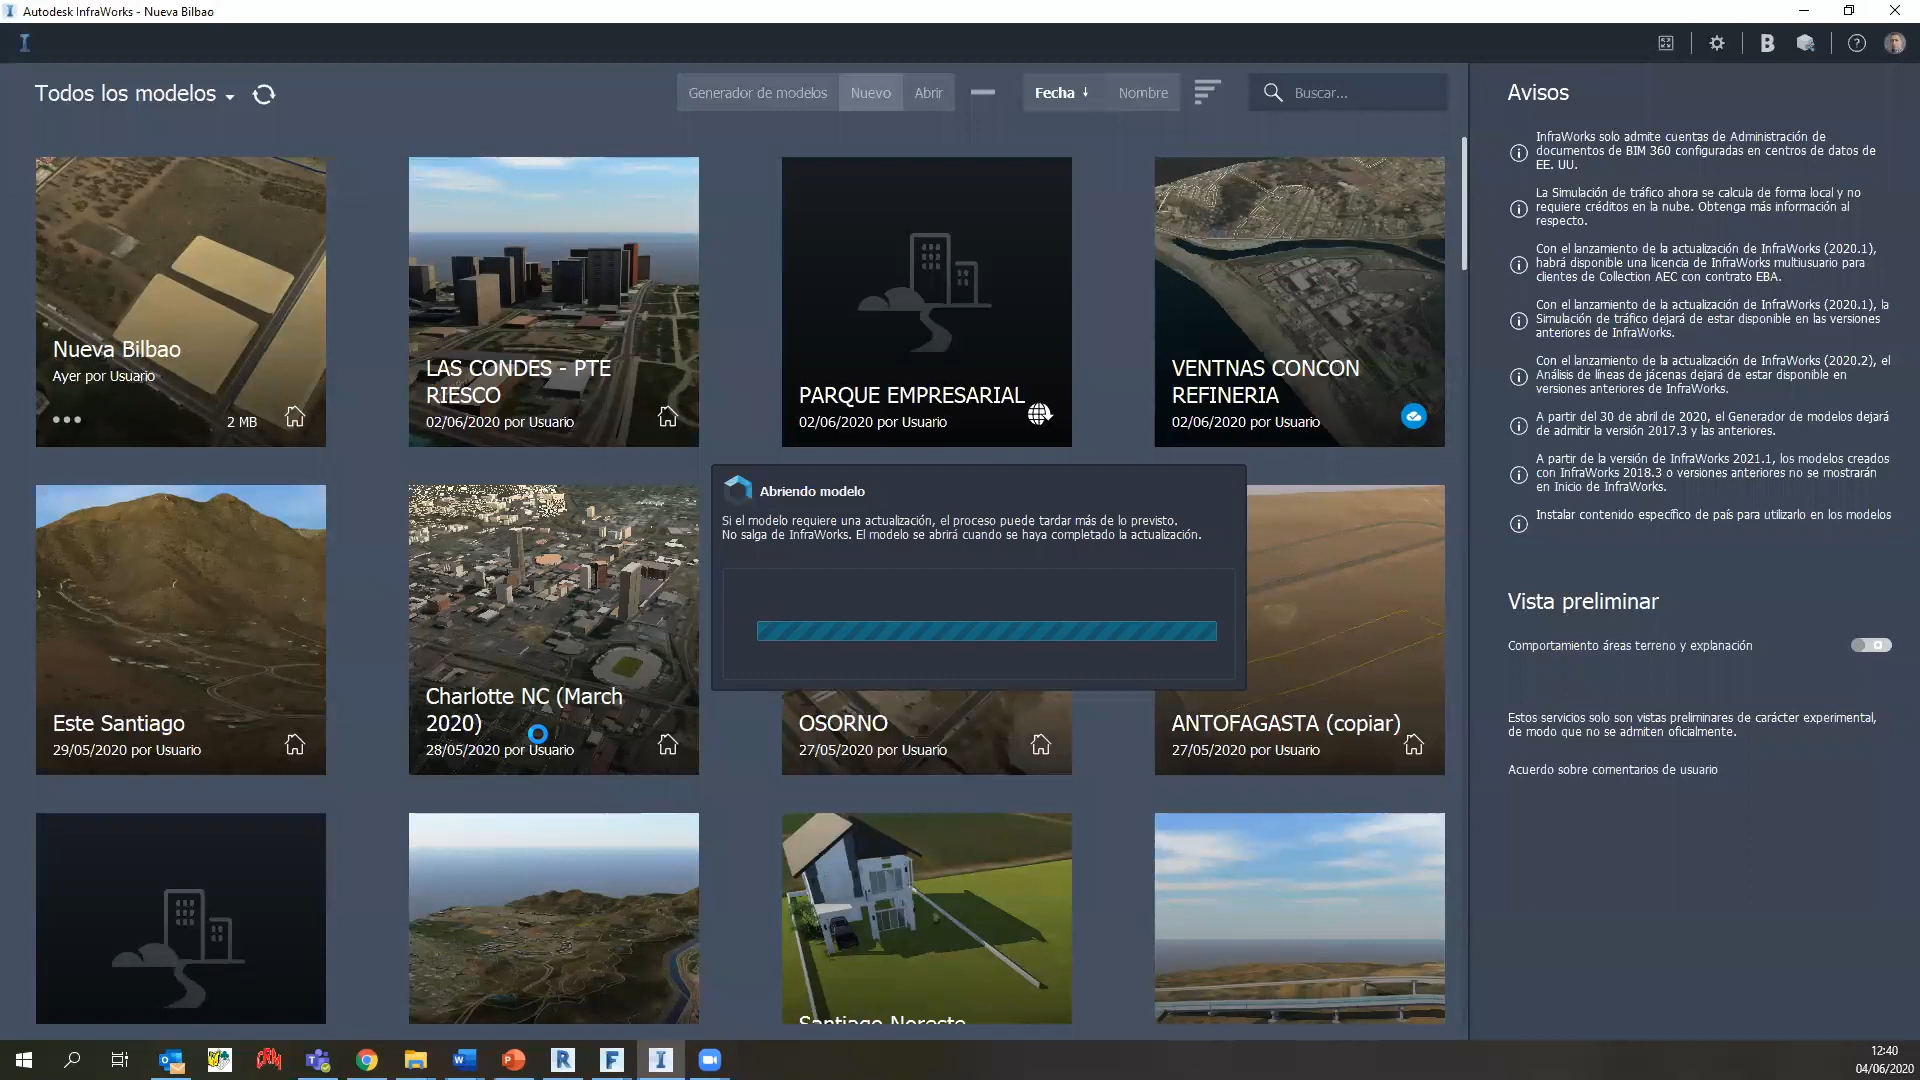 Autodesk InfraWorks - Nueva Bilbao
Todos los modelos
Generador de modelos
Nuevo
Abrir
Fecha ↓
Nombre
Buscar...
Nueva Bilbao
Ayer por Usuario
2 MB
LAS CONDES - PTE
RIESCO
02/06/2020 por Usuario
PARQUE EMPRESARIAL
02/06/2020 por Usuario
VENTNAS CONCON
REFINERIA
02/06/2020 por Usuario
Abriendo modelo
Si el modelo requiere una actualización, el proceso puede tardar más de lo previsto.
No salga de InfraWorks. El modelo se abrirá cuando se haya completado la actualización.
Este Santiago
29/05/2020 por Usuario
Charlotte NC (March
2020)
28/05/2020 por Usuario
OSORNO
27/05/2020 por Usuario
ANTOFAGASTA (copiar)
27/05/2020 por Usuario
Santiago Noreste
Avisos
InfraWorks solo admite cuentas de Administración de
documentos de BIM 360 configuradas en centros de datos de
EE. UU.
La Simulación de tráfico ahora se calcula de forma local y no
requiere créditos en la nube. Obtenga más información al
respecto.
Con el lanzamiento de la actualización de InfraWorks (2020.1),
habrá disponible una licencia de InfraWorks multiusuario para
clientes de Collection AEC con contrato EBA.
Con el lanzamiento de la actualización de InfraWorks (2020.1), la
Simulación de tráfico dejará de estar disponible en las versiones
anteriores de InfraWorks.
Con el lanzamiento de la actualización de InfraWorks (2020.2), el
Análisis de líneas de jácenas dejará de estar disponible en
versiones anteriores de InfraWorks.
A partir del 30 de abril de 2020, el Generador de modelos dejará
de admitir la versión 2017.3 y las anteriores.
A partir de la versión de InfraWorks 2021.1, los modelos creados
con InfraWorks 2018.3 o versiones anteriores no se mostrarán
en Inicio de InfraWorks.
Instalar contenido específico de país para utilizarlo en los modelos
Vista preliminar
Comportamiento áreas terreno y explanación
Estos servicios solo son vistas preliminares de carácter experimental,
de modo que no se admiten oficialmente.
Acuerdo sobre comentarios de usuario
12:40
04/06/2020